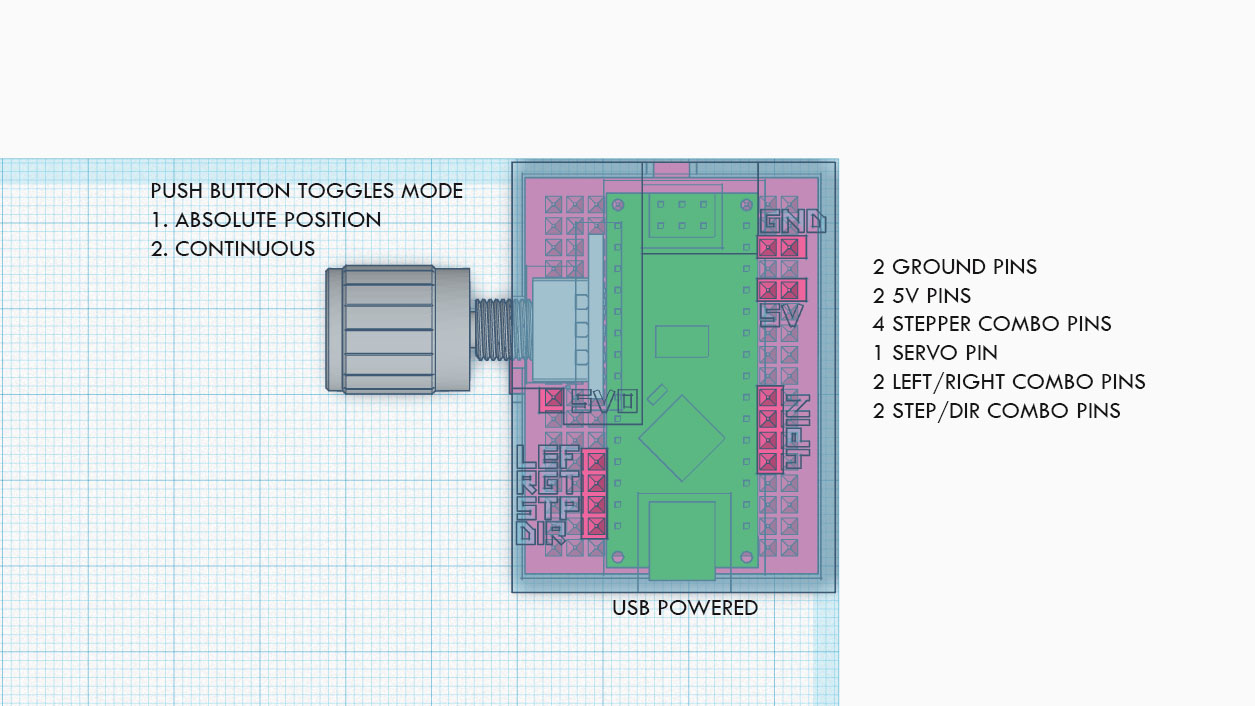 PUSH BUTTON TOGGLES MODE
1. ABSOLUTE POSITION
2. CONTINUOUS
GND
5V
SVO
LEF
RGT
STP
DIR
2 GROUND PINS
2 5V PINS
4 STEPPER COMBO PINS
1 SERVO PIN
2 LEFT/RIGHT COMBO PINS
2 STEP/DIR COMBO PINS
USB POWERED